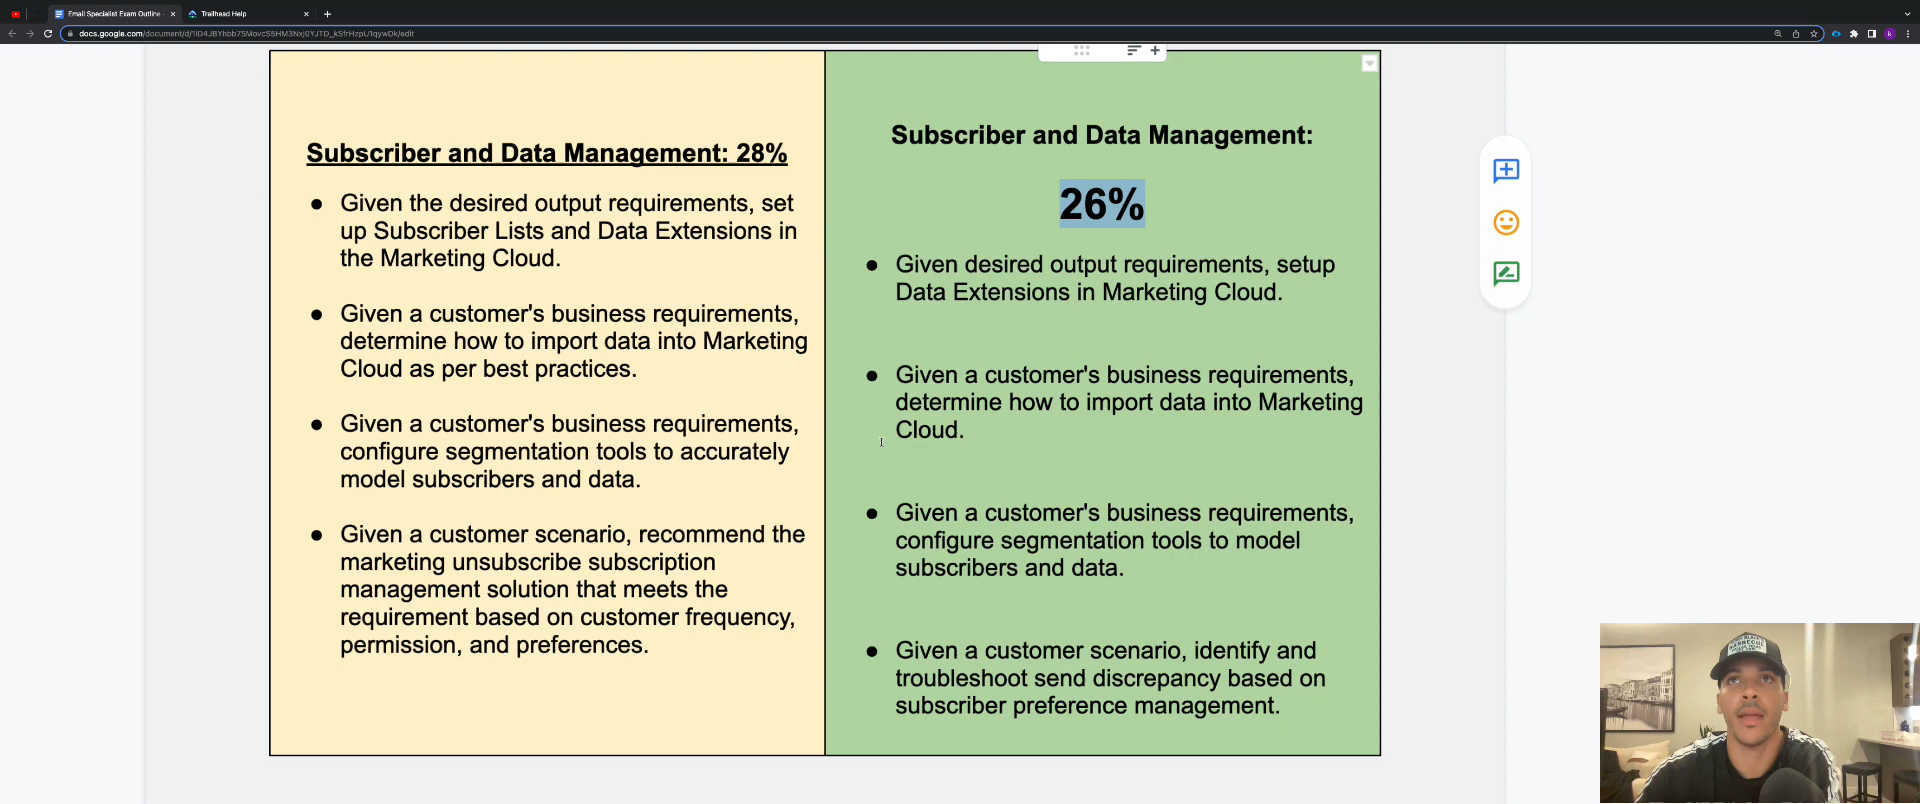 Email Specialist Exam Outline
Trailhead Help
docs.google.com/document/d/
Subscriber and Data Management: 28%
Given the desired output requirements, set
up Subscriber Lists and Data Extensions in
the Marketing Cloud.
Given a customer's business requirements,
determine how to import data into Marketing
Cloud as per best practices.
Given a customer's business requirements,
configure segmentation tools to accurately
model subscribers and data.
Given a customer scenario, recommend the
marketing unsubscribe subscription
management solution that meets the
requirement based on customer frequency,
permission, and preferences.
Subscriber and Data Management:
26%
Given desired output requirements, setup
Data Extensions in Marketing Cloud.
Given a customer's business requirements,
determine how to import data into Marketing
Cloud.
Given a customer's business requirements,
configure segmentation tools to model
subscribers and data.
Given a customer scenario, identify and
troubleshoot send discrepancy based on
subscriber preference management.